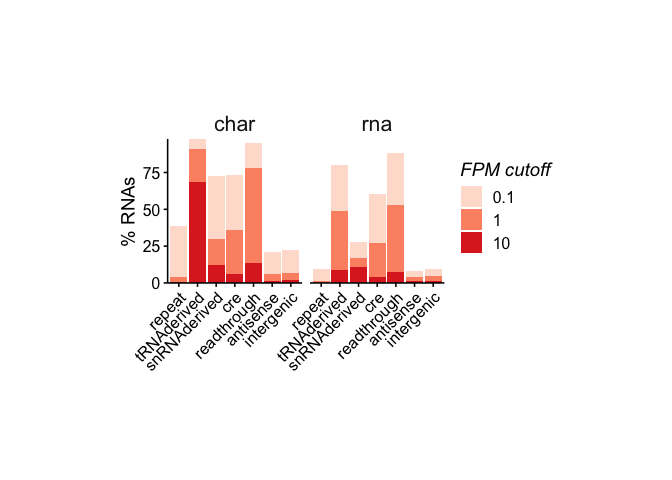 char
rna
% RNAs
75
50
25
0
repeat
tRNAderived
snRNAderived
cre
readthrough
antisense
intergenic
repeat
tRNAderived
snRNAderived
cre
readthrough
antisense
intergenic
FPM cutoff
0.1
1
10